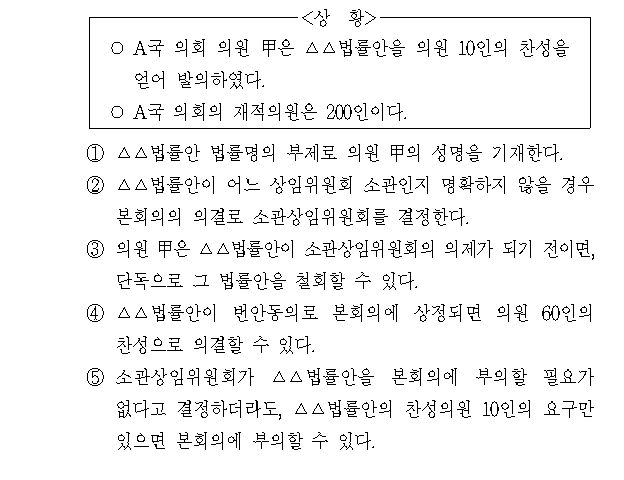 <상 황>
○ A국 의회 의원 甲은 △△법률안을 의원 10인의 찬성을
얻어 발의하였다.
○ A국 의회의 재적의원은 200인이다.
① △△법률안 법률명의 부제로 의원 甲의 성명을 기재한다.
② △△법률안이 어느 상임위원회 소관인지 명확하지 않을 경우
본회의의 의결로 소관상임위원회를 결정한다.
③ 의원 甲은 △△법률안이 소관상임위원회의 의제가 되기 전이면,
단독으로 그 법률안을 철회할 수 있다.
④ △△법률안이 번안동의로 본회의에 상정되면 의원 60인의
찬성으로 의결할 수 있다.
⑤ 소관상임위원회가 △△법률안을 본회의에 부의할 필요가
없다고 결정하더라도, △△법률안의 찬성의원 10인의 요구만
있으면 본회의에 부의할 수 있다.